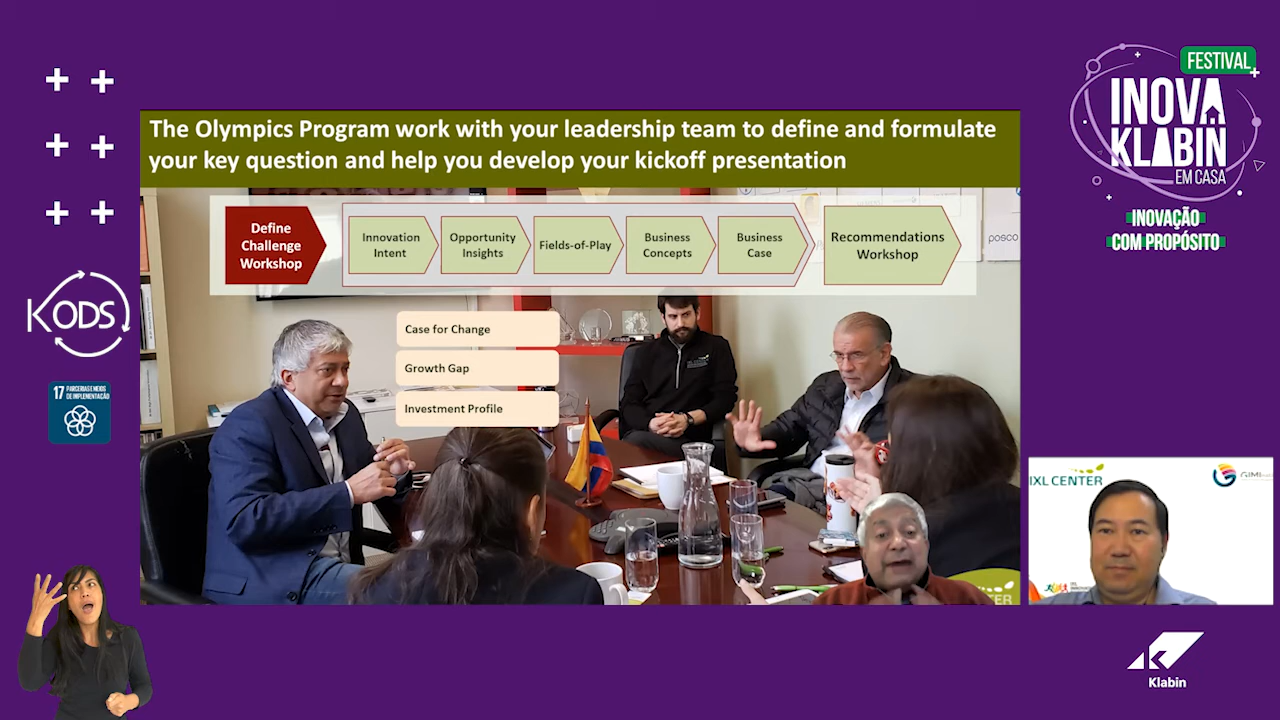 FESTIVAL
INOVA
KLABIN
EM CASA
INOVAÇÃO
COM PROPÓSITO
The Olympics Program work with your leadership team to define and formulate
your key question and help you develop your kickoff presentation
Define
Challenge
Workshop
Innovation
Intent
Opportunity
Insights
Fields-of-Play
Business
Concepts
Business
Case
Recommendations
Workshop
posco
Case for Change
Growth Gap
Investment Profile
KODS
17 PARCERIAS E MEIOS
DE IMPLEMENTAÇÃO
IXL CENTER
GIMI
Klabin